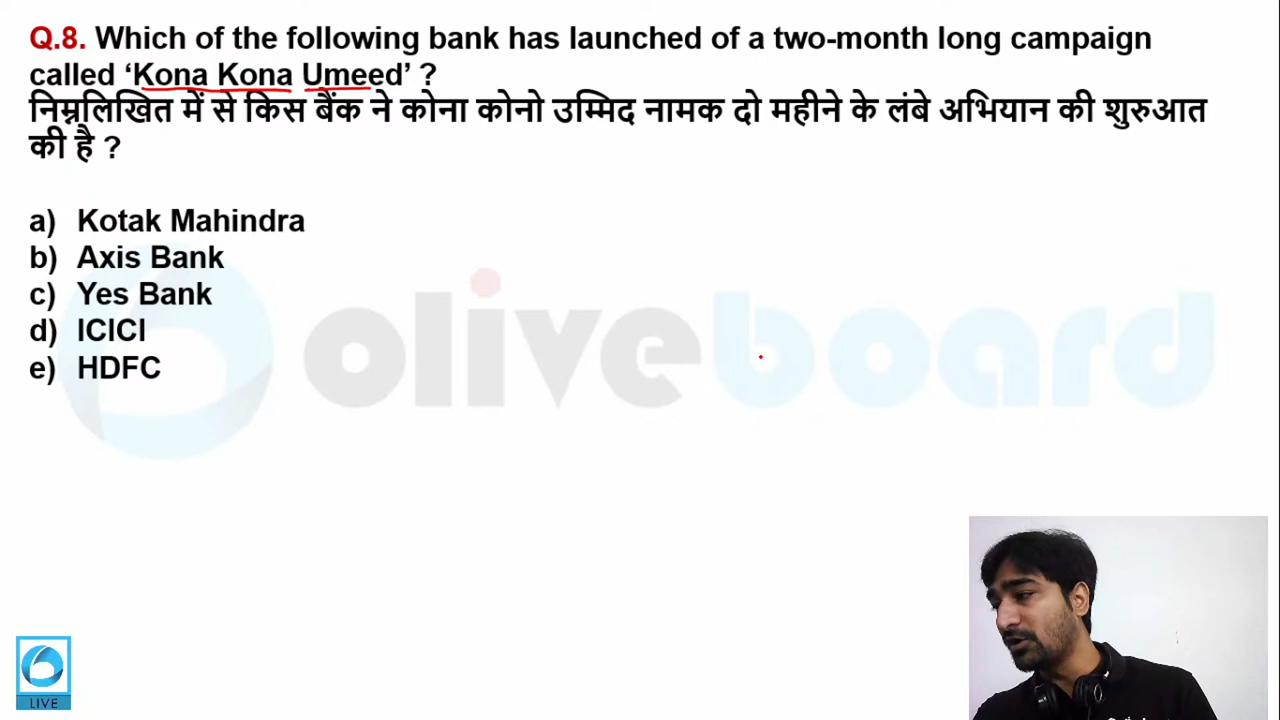 Q.8. Which of the following bank has launched of a two-month long campaign
called ‘Kona Kona Umeed’ ?
निम्नलिखित में से किस बैंक ने कोना कोनो उम्मिद नामक दो महीने के लंबे अभियान की शुरुआत
की है ?
a) Kotak Mahindra
b) Axis Bank
c) Yes Bank
d) ICICI
e) HDFC
oliveboard
LIVE